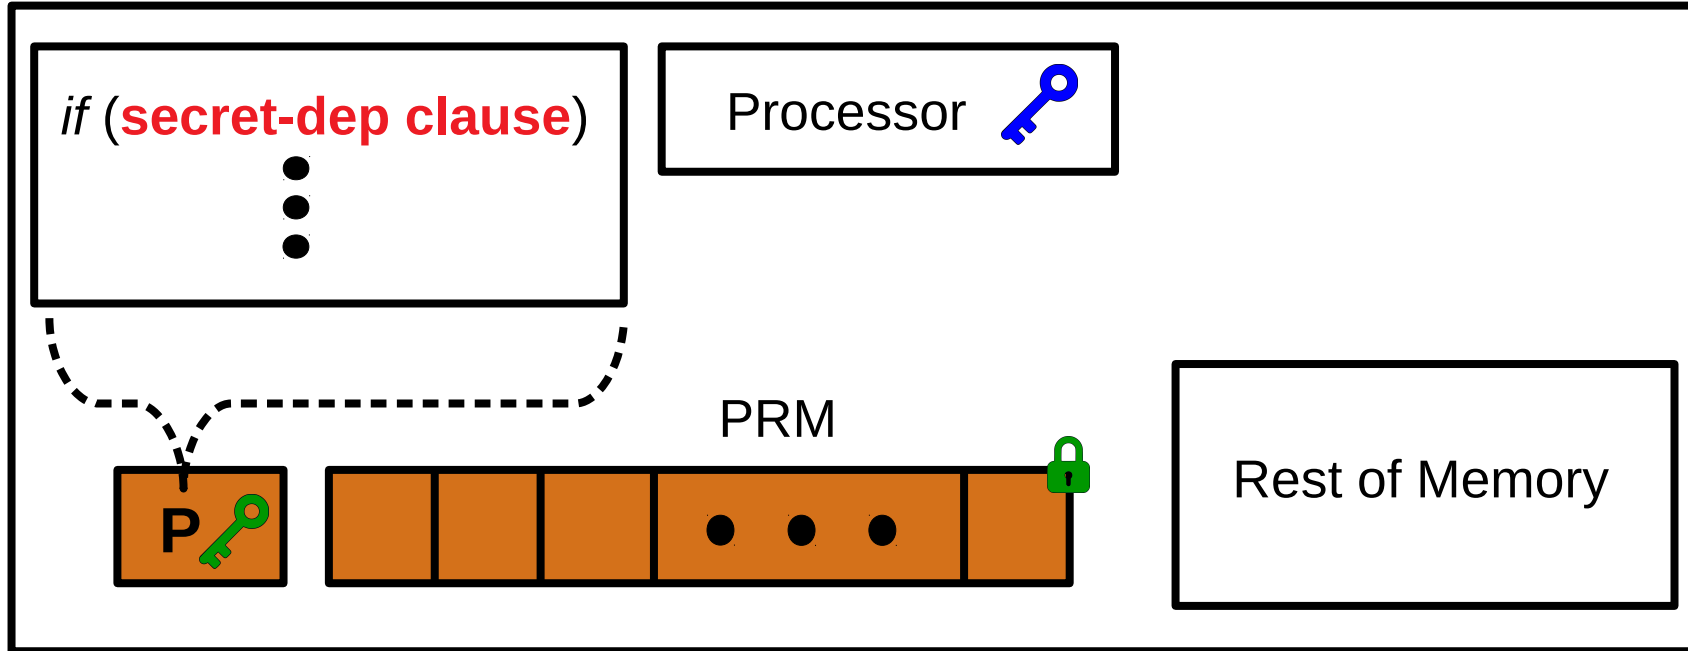 if (secret-dep clause)
Processor
PRM
P
Rest of Memory